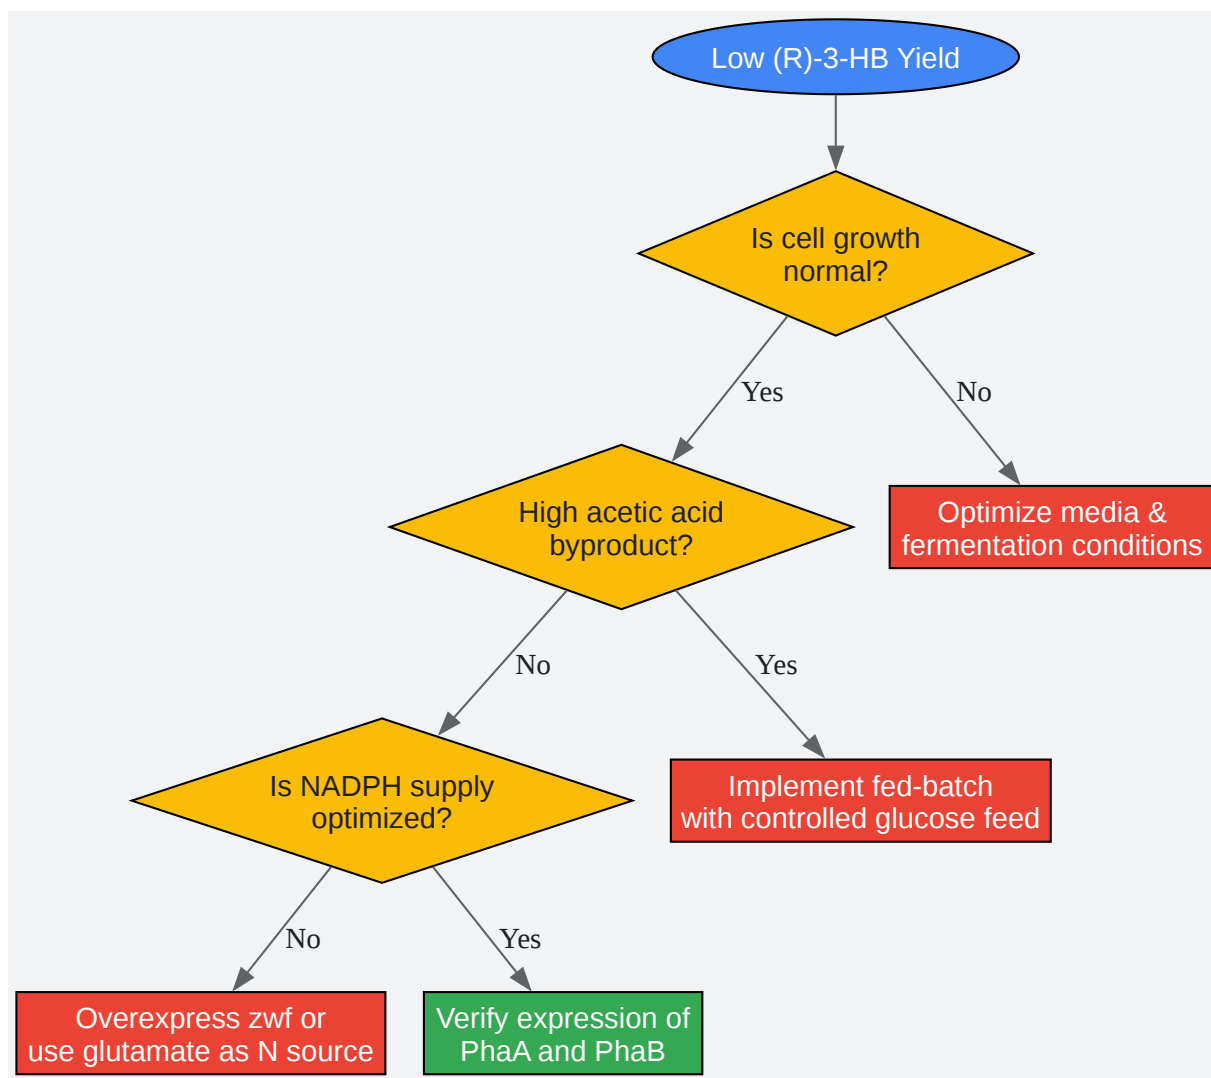 Low (R)-3-HB Yield
Is cell growth
normal?
Yes
No
High acetic acid
byproduct?
Optimize media &
fermentation conditions
No
Yes
Is NADPH supply
optimized?
Implement fed-batch
with controlled glucose feed
No
Yes
Overexpress zwf or
use glutamate as N source
Verify expression of
PhaA and PhaB